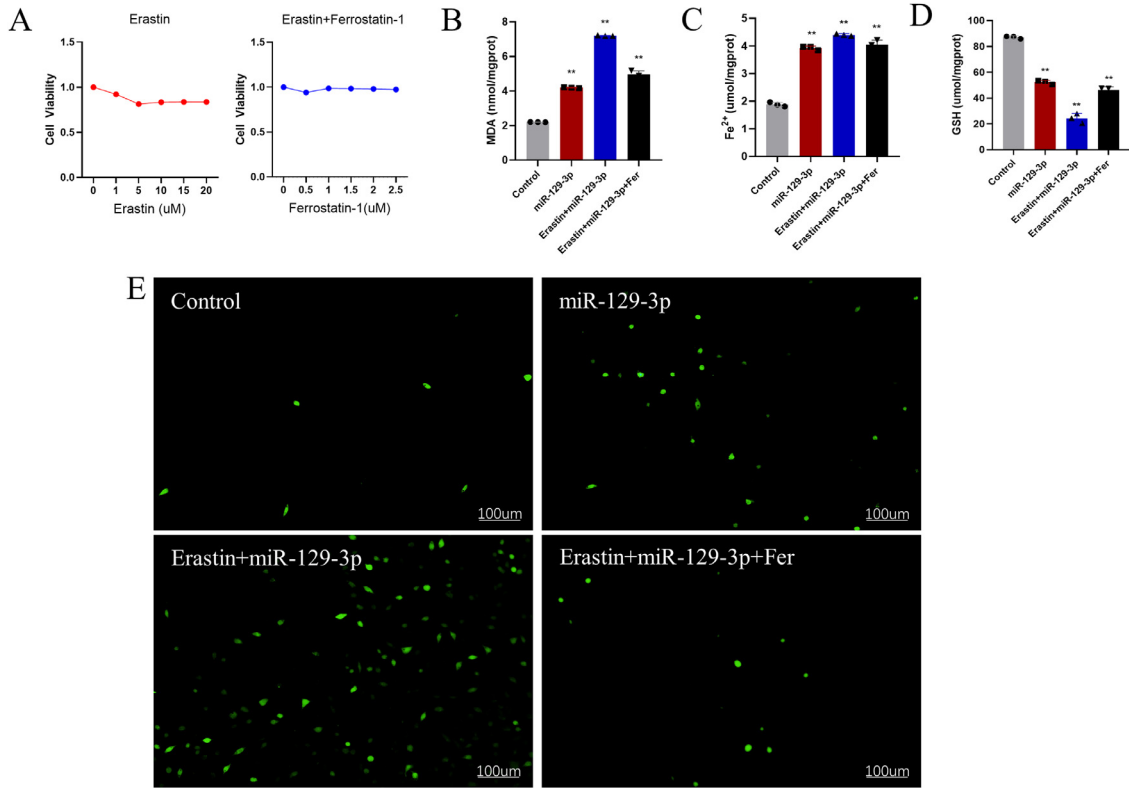 A
Erastin
Cell Viability
1.5
1.0
0.5
0.0
0 1 5 10 15 20
Erastin (uM)
Erastin+Ferrostatin-1
Cell Viability
1.5
1.0
0.5
0.0
0 0.5 1 1.5 2 2.5
Ferrostatin-1(uM)
B
MDA (nmol/mgprot)
8
6
4
2
0
**
**
**
Control
miR-129-3p
Erastin+miR-129-3p
Erastin+miR-129-3p+Fer
C
Fe2+ (umol/mgprot)
5
4
3
2
1
0
**
**
**
Control
miR-129-3p
Erastin+miR-129-3p
Erastin+miR-129-3p+Fer
D
GSH (umol/mgprot)
100
80
60
40
20
0
**
**
**
Control
miR-129-3p
Erastin+miR-129-3p
Erastin+miR-129-3p+Fer
E
Control
100um
miR-129-3p
100um
Erastin+miR-129-3p
100um
Erastin+miR-129-3p+Fer
100um